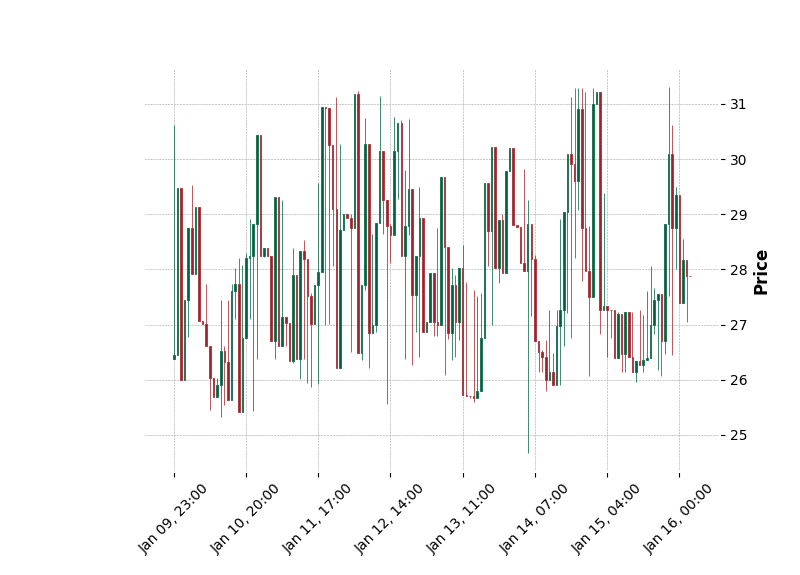 31
30
29
28
27
26
25
Price
Jan 09, 23:00
Jan 10, 20:00
Jan 11, 17:00
Jan 12, 14:00
Jan 13, 11:00
Jan 14, 07:00
Jan 15, 04:00
Jan 16, 00:00